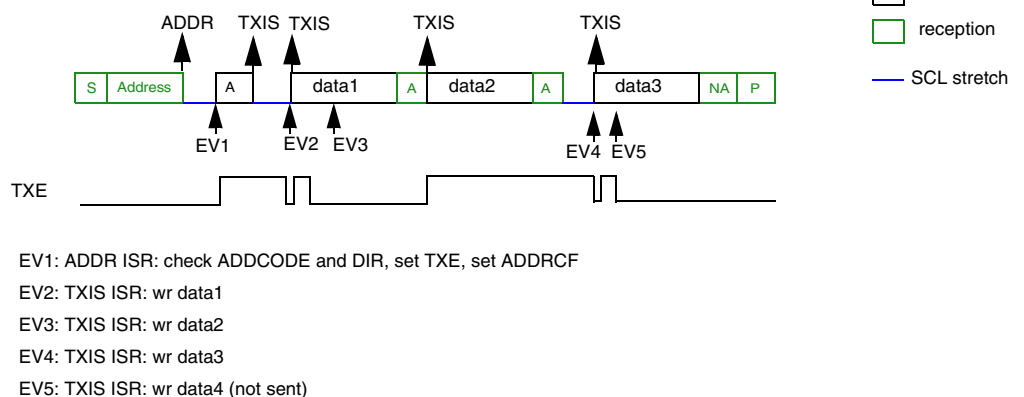 ADDR TXIS TXIS TXIS TXIS
reception
SCL stretch
S Address A data1 A data2 A data3 NA P
EV1 EV2 EV3 EV4 EV5
TXE
EV1: ADDR ISR: check ADDCODE and DIR, set TXE, set ADDRCF
EV2: TXIS ISR: wr data1
EV3: TXIS ISR: wr data2
EV4: TXIS ISR: wr data3
EV5: TXIS ISR: wr data4 (not sent)